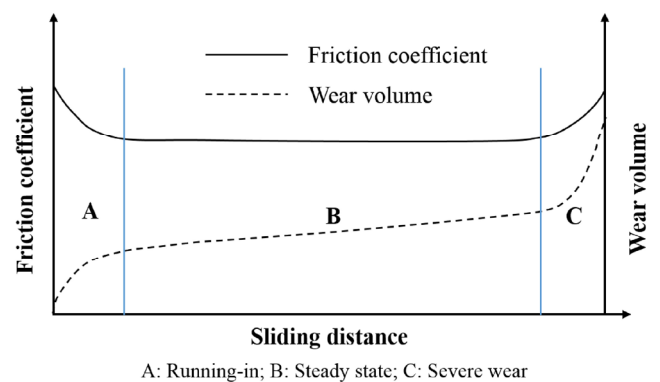 Friction coefficient
Wear volume
Friction coefficient
A
B
C
Wear volume
Sliding distance
A: Running-in; B: Steady state; C: Severe wear